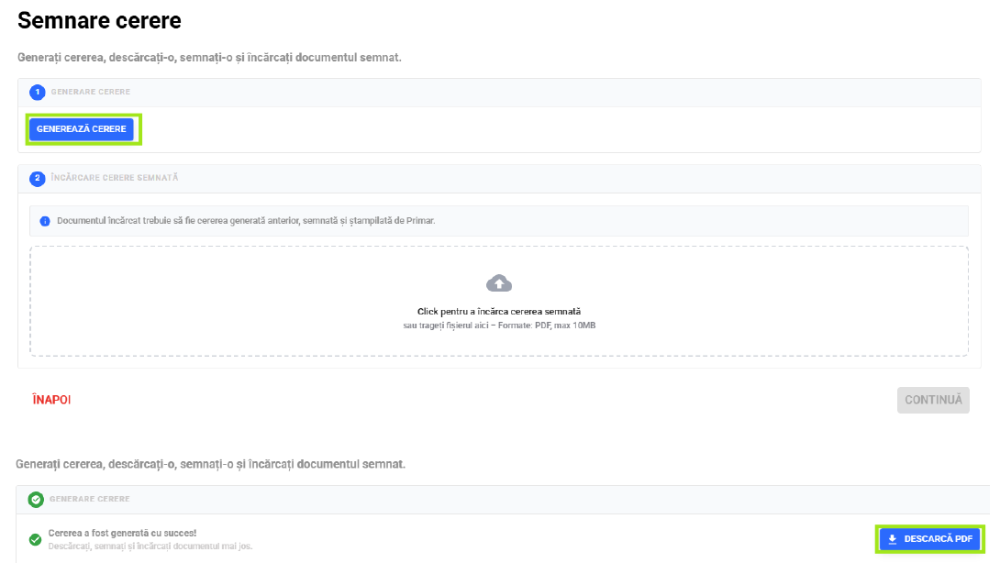 Semnare cerere
Generați cererea, descărcați-o, semnați-o și încărcați documentul semnat.
1 GENERARE CERERE
GENEREAZĂ CERERE
2 ÎNCĂRCARE CERERE SEMNATĂ
Documentul încărcat trebuie să fie cererea generată anterior, semnată și ștampilată de Primar.
Click pentru a încărca cererea semnată
sau trageți fișierul aici – Formate: PDF, max 10MB
ÎNAPOI
CONTINUĂ
Generați cererea, descărcați-o, semnați-o și încărcați documentul semnat.
GENERARE CERERE
Cererea a fost generată cu succes!
Descărcați, semnați și încărcați documentul mai jos.
DESCARCĂ PDF